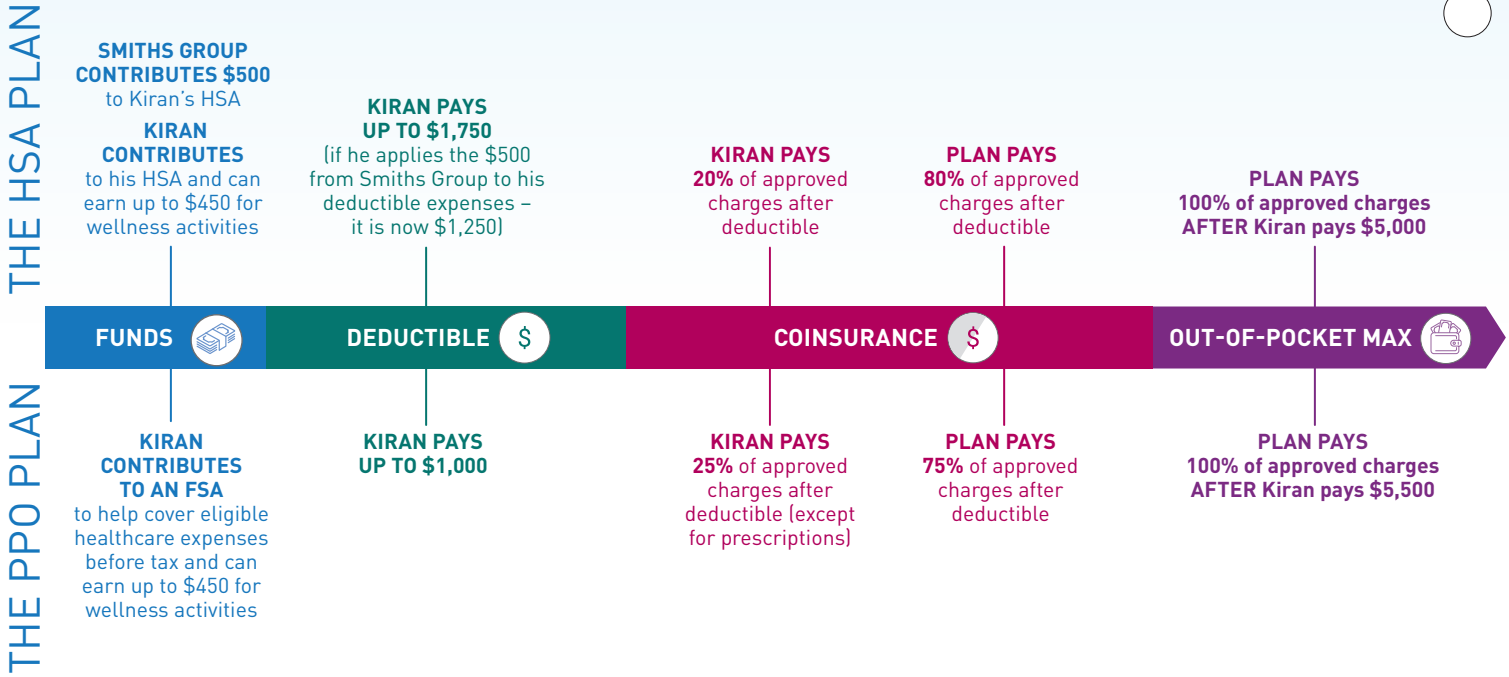 THE HSA PLAN
SMITHS GROUP
CONTRIBUTES $500
to Kiran’s HSA
KIRAN
CONTRIBUTES
to his HSA and can
earn up to $450 for
wellness activities
KIRAN PAYS
UP TO $1,750
(if he applies the $500
from Smiths Group to his
deductible expenses –
it is now $1,250)
KIRAN PAYS
20% of approved
charges after
deductible
PLAN PAYS
80% of approved
charges after
deductible
PLAN PAYS
100% of approved charges
AFTER Kiran pays $5,000
FUNDS
DEDUCTIBLE $
COINSURANCE $
OUT-OF-POCKET MAX
THE PPO PLAN
KIRAN
CONTRIBUTES
TO AN FSA
to help cover eligible
healthcare expenses
before tax and can
earn up to $450 for
wellness activities
KIRAN PAYS
UP TO $1,000
KIRAN PAYS
25% of approved
charges after
deductible (except
for prescriptions)
PLAN PAYS
75% of approved
charges after
deductible
PLAN PAYS
100% of approved charges
AFTER Kiran pays $5,500